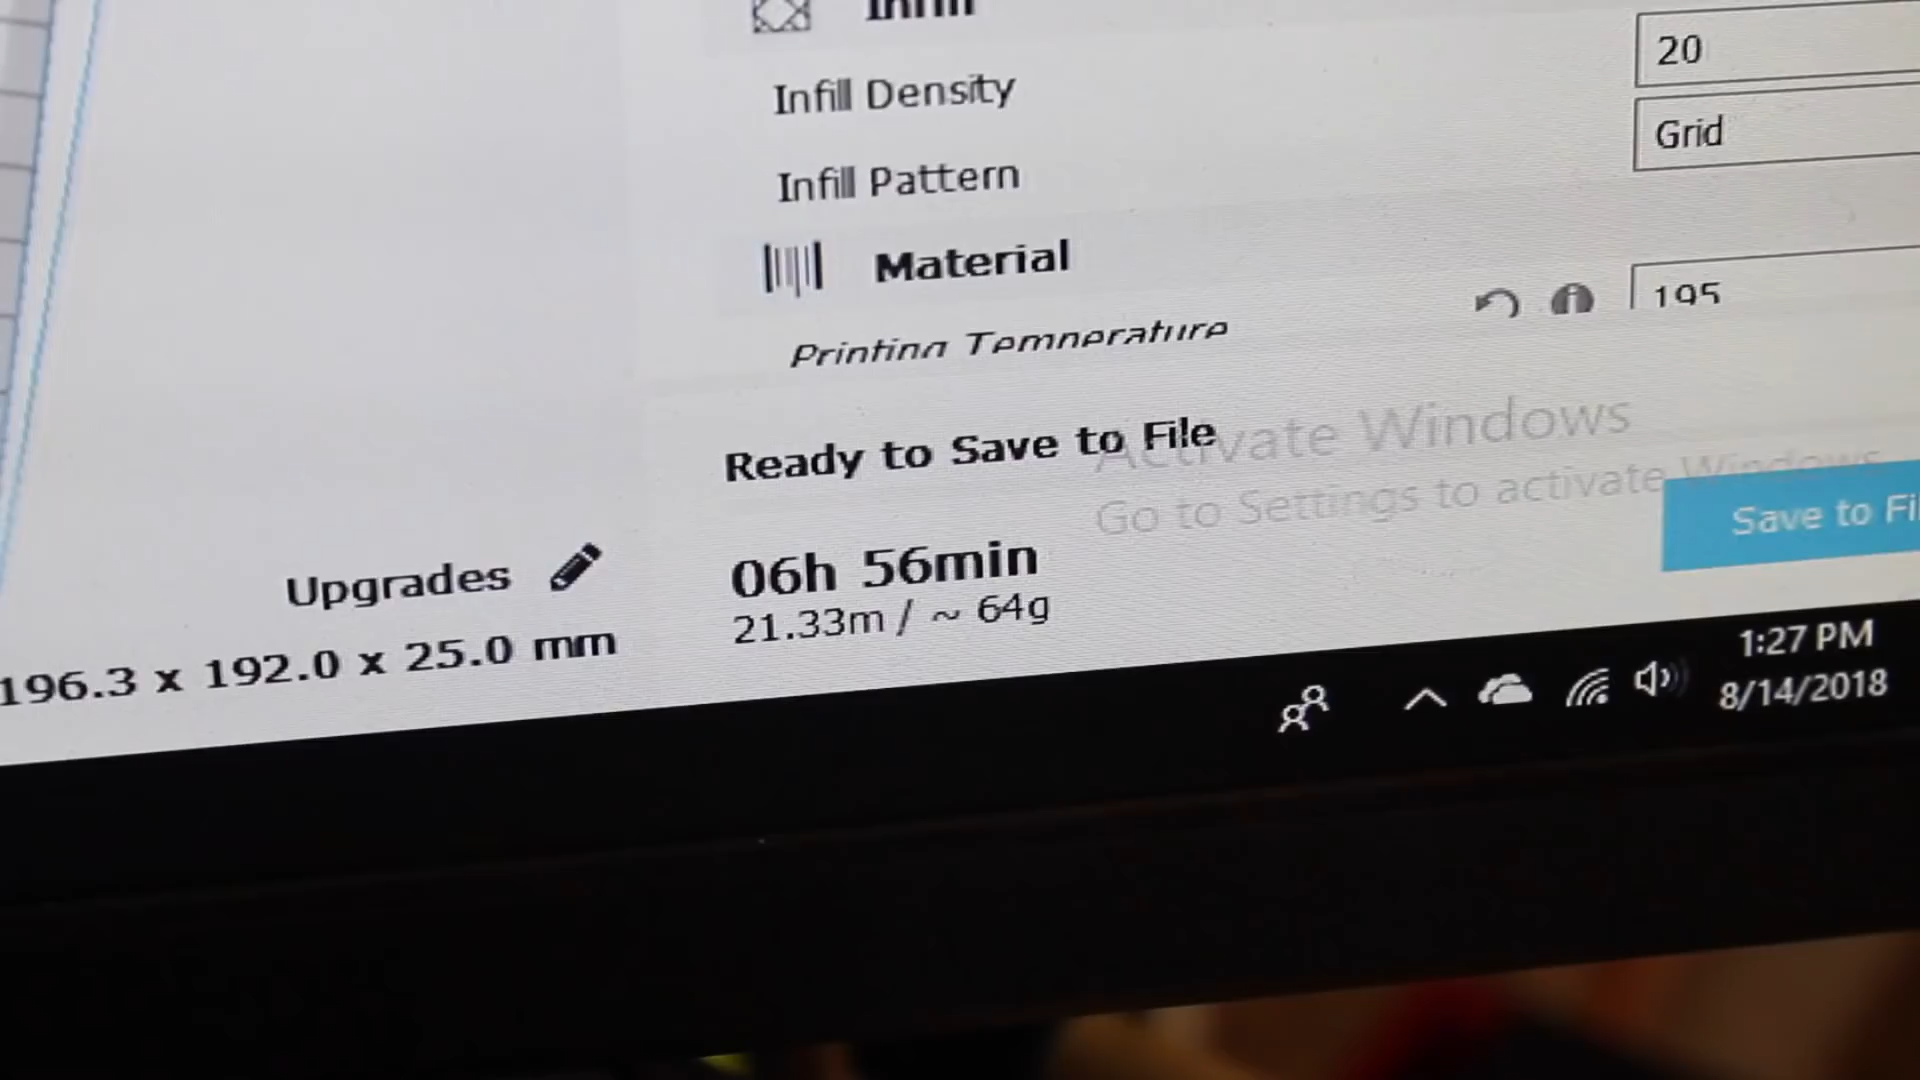 Infill
20
Infill Density
Grid
Infill Pattern
Material
195
Printing Temperature
Ready to Save to File
Activate Windows
Go to Settings to activate Windows.
Save to Fi
Upgrades
06h 56min
21.33m / ~ 64g
196.3 x 192.0 x 25.0 mm
1:27 PM
8/14/2018